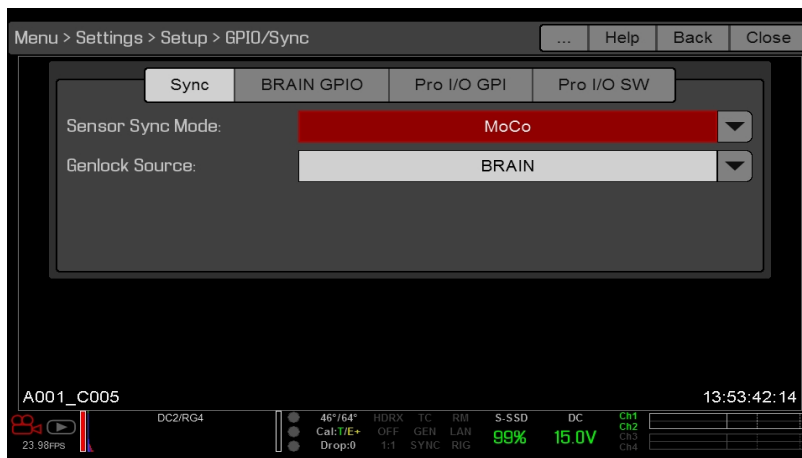 Menu > Settings > Setup > GPIO/Sync ... Help Back Close
Sync BRAIN GPIO Pro I/O GPI Pro I/O SW
Sensor Sync Mode: MoCo
Genlock Source: BRAIN
A001_C005 13:53:42:14
DC2/RG4 46°/64° HDRX TC RM S-SSD DC Ch1
Ch2
Cal:T/E+ OFF GEN LAN 99% 15.0V Ch3
23.98FPS Drop:0 1:1 SYNC RIG Ch4